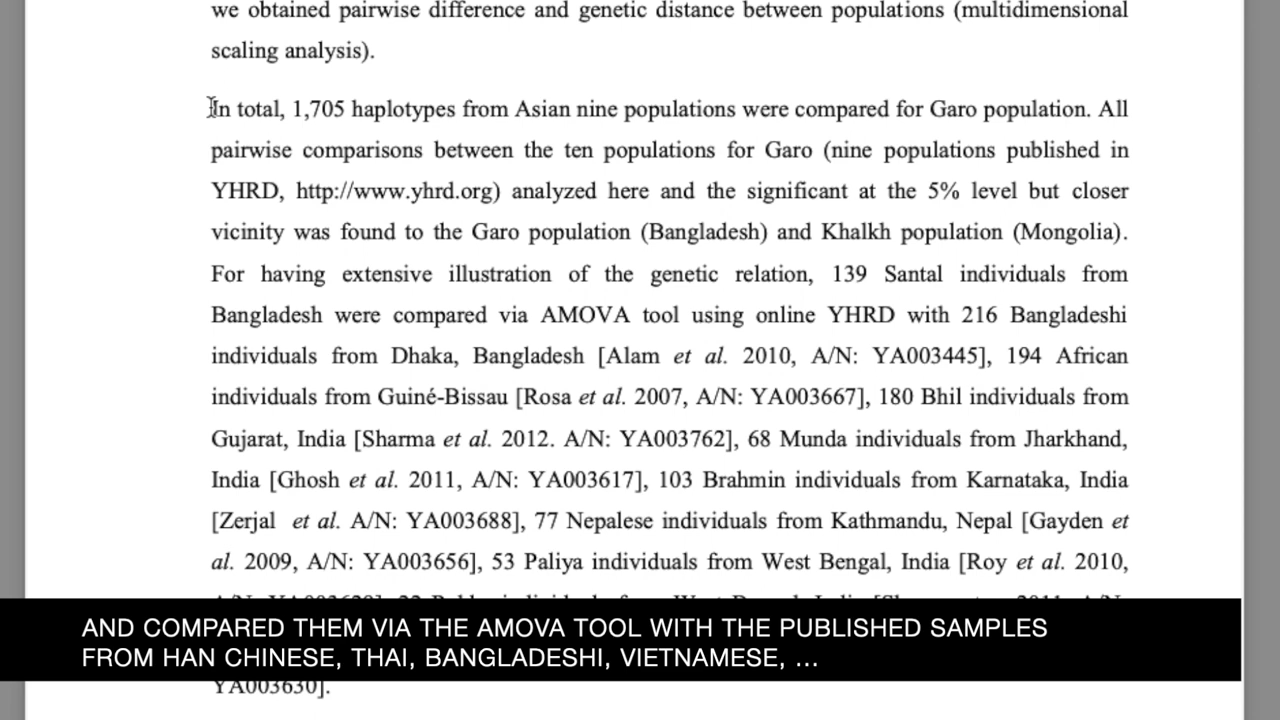 we obtained pairwise difference and genetic distance between populations (multidimensional
scaling analysis).
In total, 1,705 haplotypes from Asian nine populations were compared for Garo population. All
pairwise comparisons between the ten populations for Garo (nine populations published in
YHRD, http://www.yhrd.org) analyzed here and the significant at the 5% level but closer
vicinity was found to the Garo population (Bangladesh) and Khalkh population (Mongolia).
For having extensive illustration of the genetic relation, 139 Santal individuals from
Bangladesh were compared via AMOVA tool using online YHRD with 216 Bangladeshi
individuals from Dhaka, Bangladesh [Alam et al. 2010, A/N: YA003445], 194 African
individuals from Guiné-Bissau [Rosa et al. 2007, A/N: YA003667], 180 Bhil individuals from
Gujarat, India [Sharma et al. 2012. A/N: YA003762], 68 Munda individuals from Jharkhand,
India [Ghosh et al. 2011, A/N: YA003617], 103 Brahmin individuals from Karnataka, India
[Zerjal et al. A/N: YA003688], 77 Nepalese individuals from Kathmandu, Nepal [Gayden et
al. 2009, A/N: YA003656], 53 Paliya individuals from West Bengal, India [Roy et al. 2010,
AND COMPARED THEM VIA THE AMOVA TOOL WITH THE PUBLISHED SAMPLES
FROM HAN CHINESE, THAI, BANGLADESHI, VIETNAMESE, ...
YA003630].